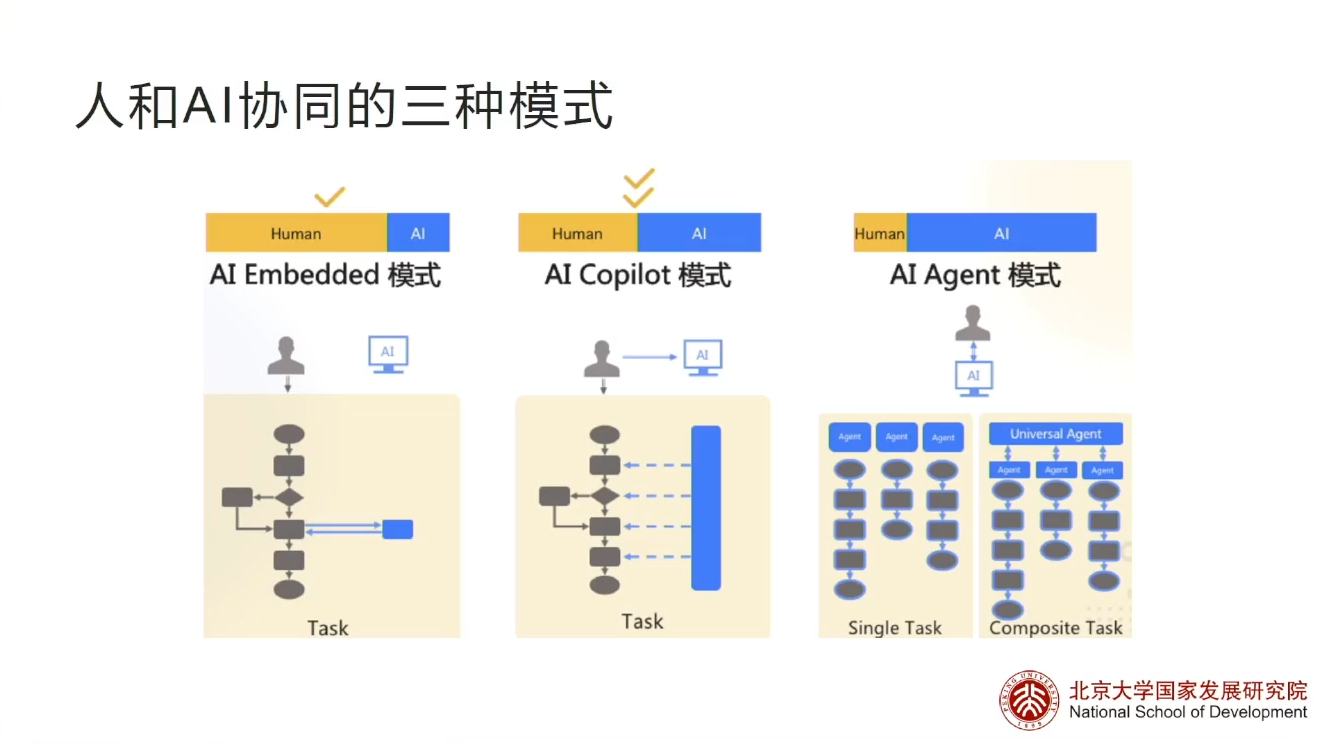 人和AI协同的三种模式
Human AI
AI Embedded 模式
AI
Task
Human AI
AI Copilot 模式
AI
Task
Human AI
AI Agent 模式
AI
Agent Agent Agent
Single Task
Universal Agent
Agent Agent Agent
Composite Task
PEKING UNIVERSITY
1898
北京大学国家发展研究院
National School of Development